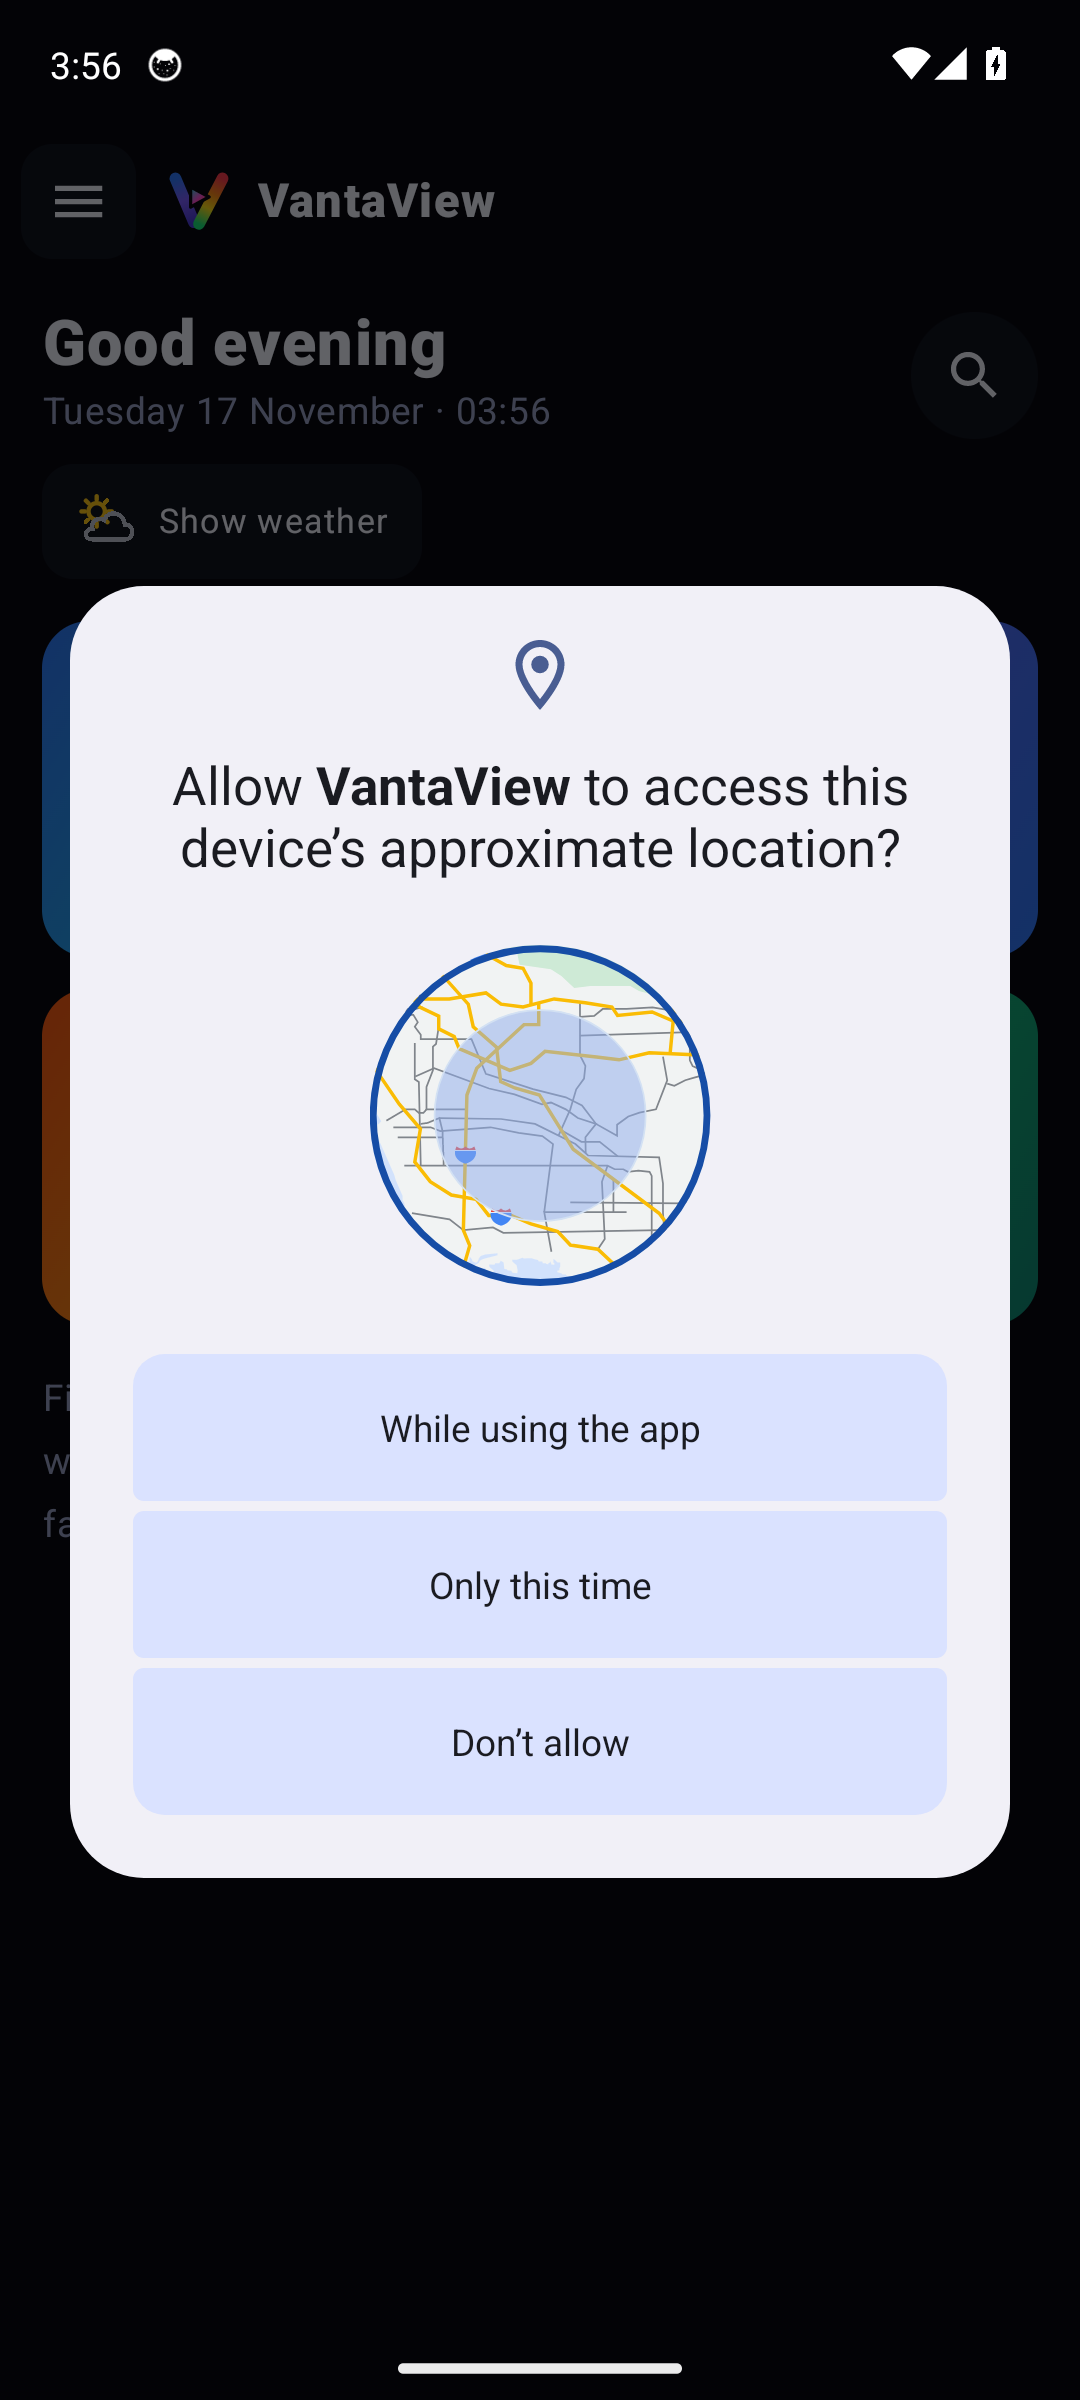 3:56
VantaView
Good evening
Tuesday 17 November · 03:56
Show weather
Allow VantaView to access this
device’s approximate location?
While using the app
Only this time
Don’t allow